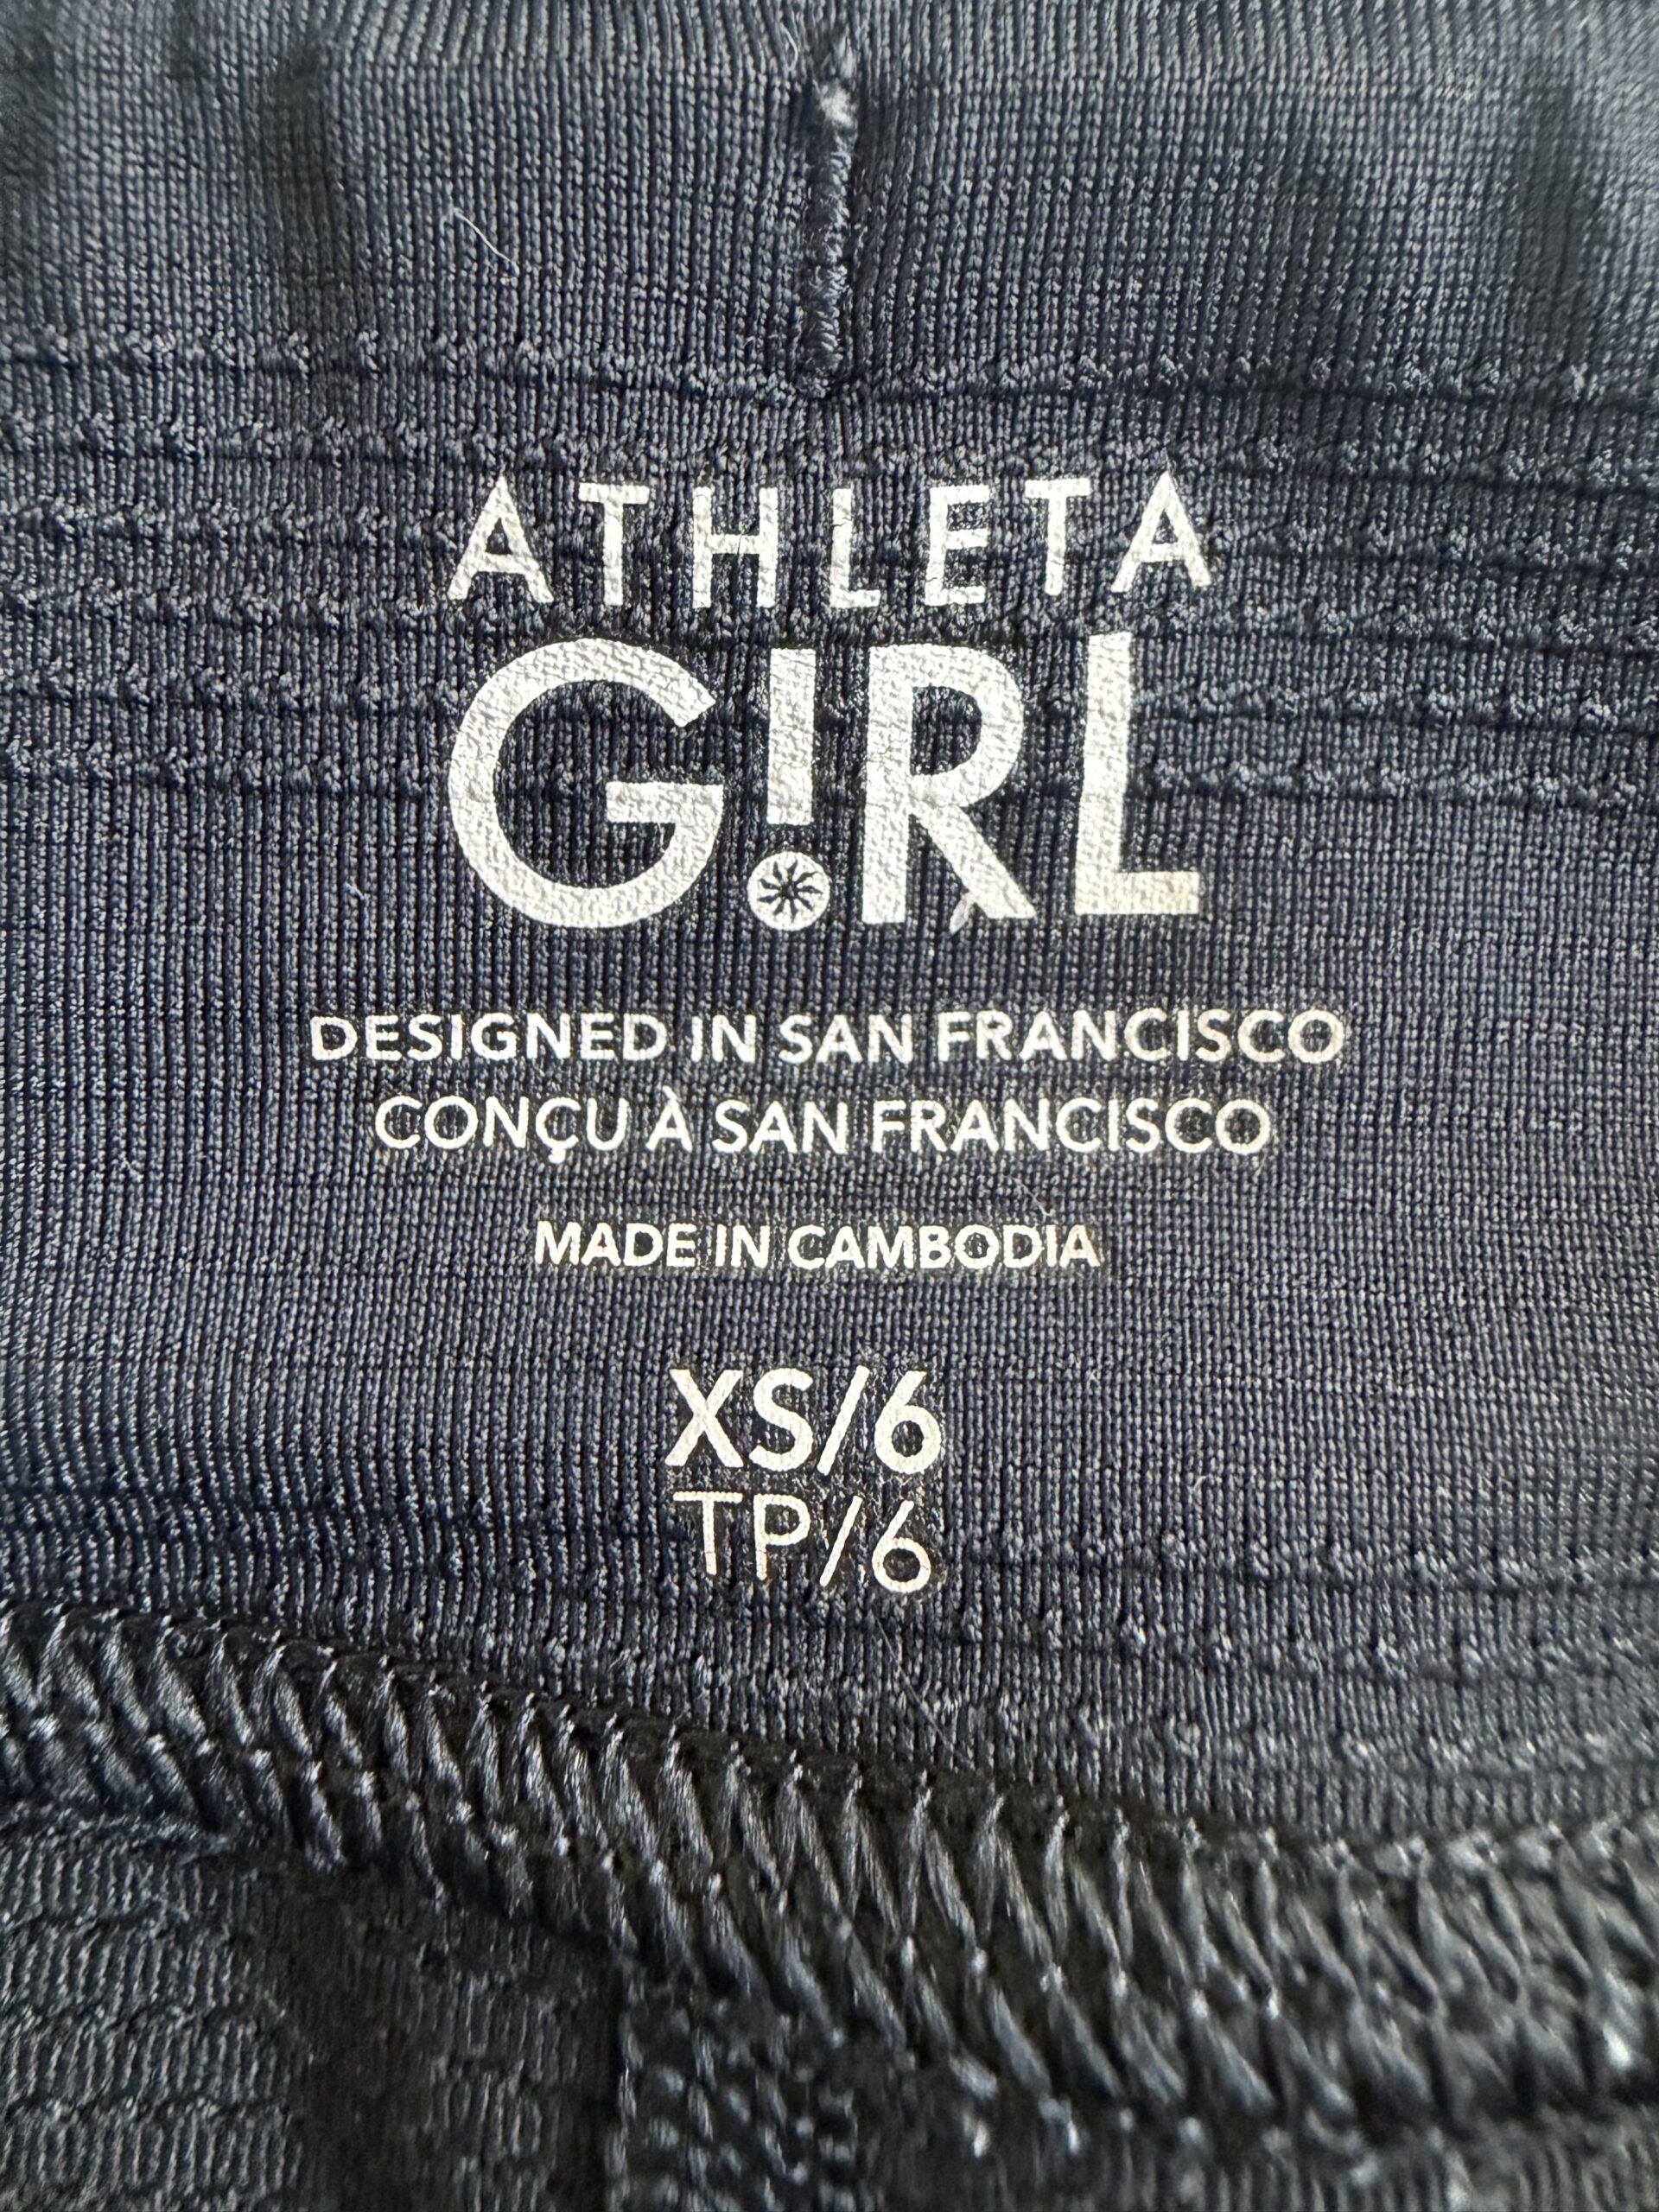 ATHLETA
G!RL
DESIGNED IN SAN FRANCISCO
CONÇU À SAN FRANCISCO
MADE IN CAMBODIA
XS/6
TP/6